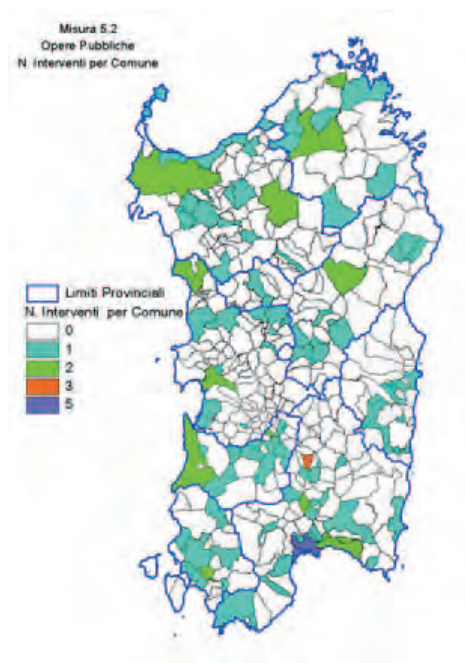 Misura 5.2
Opere Pubbliche
N. Interventi per Comune
Limiti Provinciali
N. Interventi per Comune
0
1
2
3
5